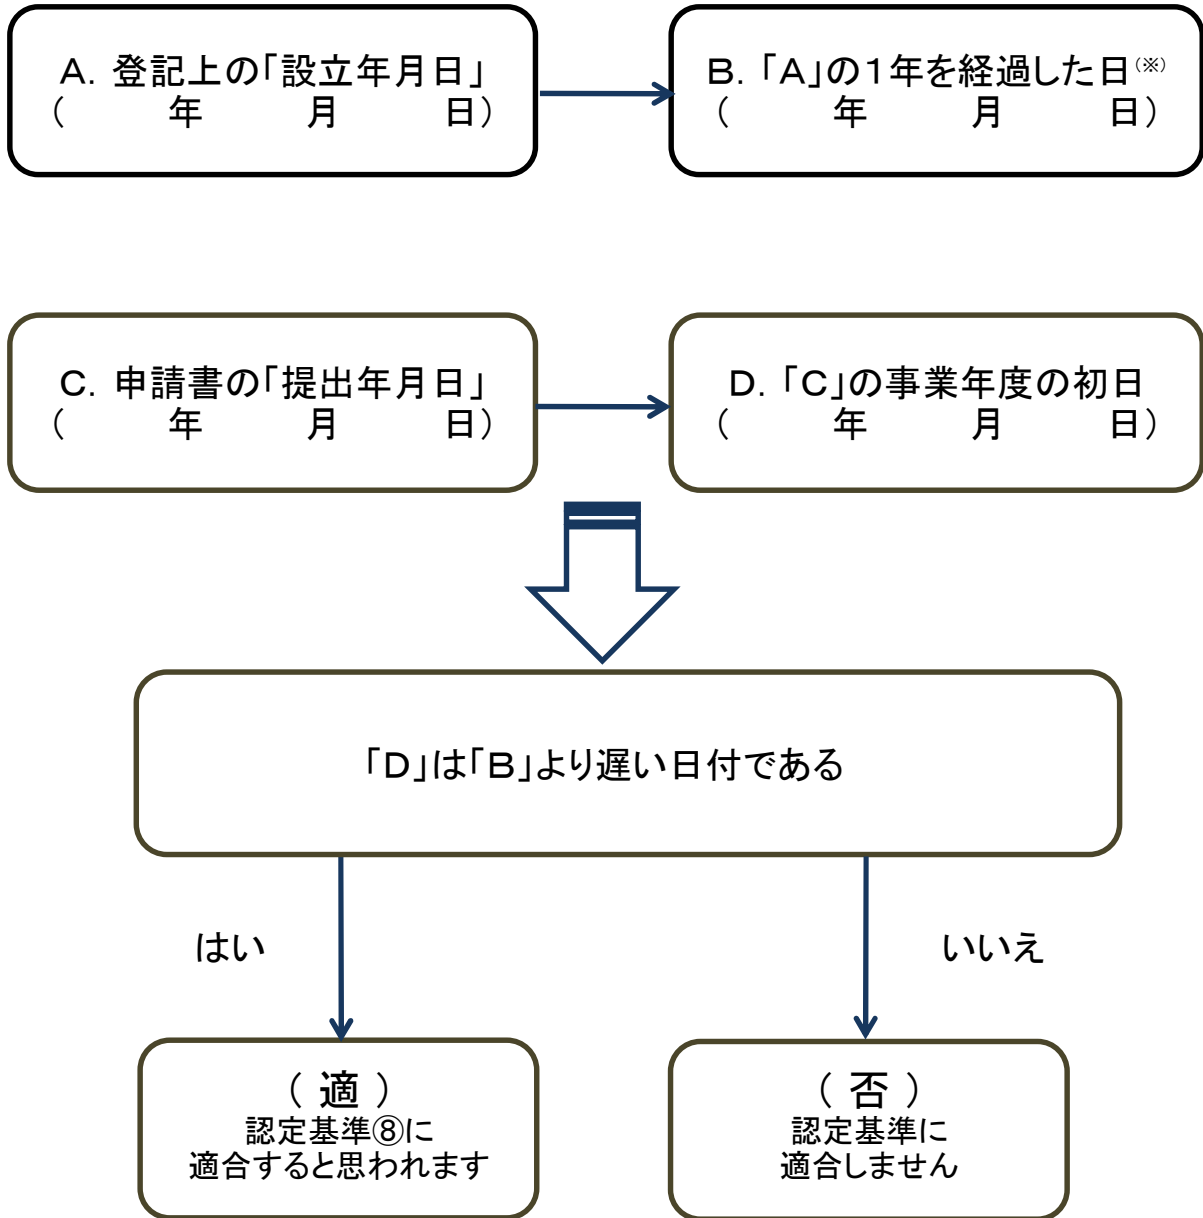 A. 登記上の「設立年月日」
(　　　年　　　月　　　日)
B. 「A」の1年を経過した日(※)
(　　　年　　　月　　　日)
C. 申請書の「提出年月日」
(　　　年　　　月　　　日)
D. 「C」の事業年度の初日
(　　　年　　　月　　　日)
「D」は「B」より遅い日付である
はい
いいえ
( 適 )
認定基準⑧に
適合すると思われます
( 否 )
認定基準に
適合しません